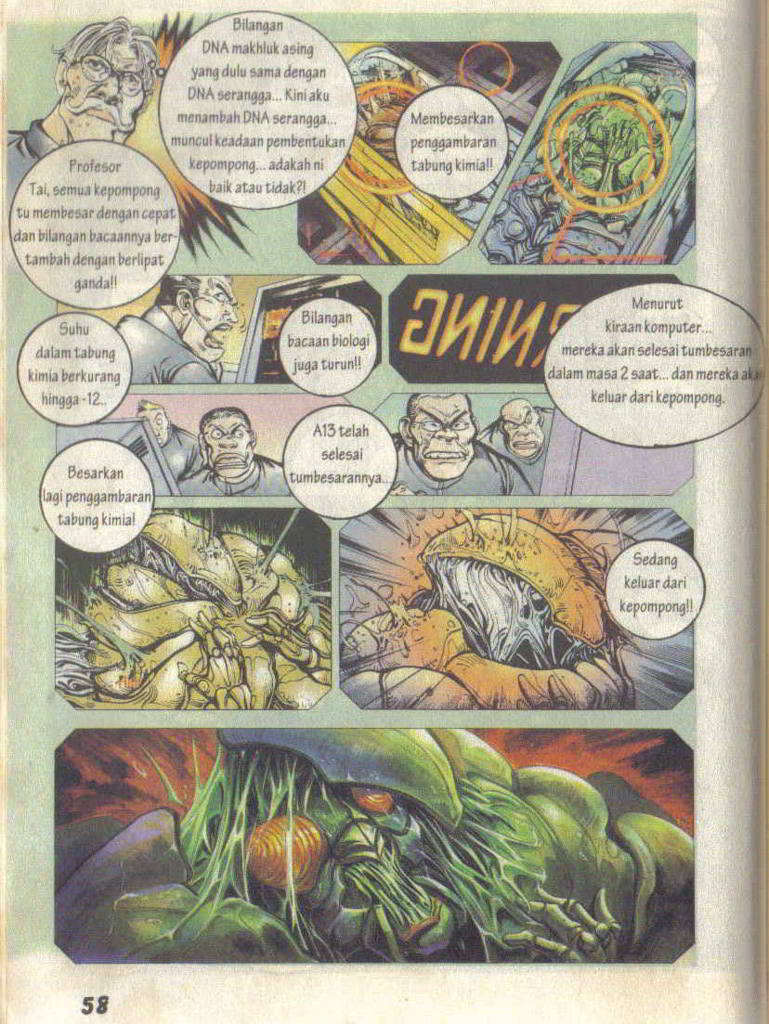 Bilangan
DNA makhluk asing
yang dulu sama dengan
DNA serangga... Kini aku
menambah DNA serangga...
muncul keadaan pembentukan
kepompong... adakah ni
baik atau tidak?!
Profesor
Tai, semua kepompong
tu membesar dengan cepat
dan bilangan bacaannya ber-
tambah dengan berlipat
ganda!!
Membesarkan
penggambaran
tabung kimia!!
Suhu
dalam tabung
kimia berkurang
hingga -12..
Bilangan
bacaan biologi
juga turun!!
Menurut
kiraan komputer...
mereka akan selesai tumbesaran
dalam masa 2 saat... dan mereka akan
keluar dari kepompong.
A13 telah
selesai
tumbesarannya...
Besarkan
lagi penggambaran
tabung kimia!
Sedang
keluar dari
kepompong!!
58